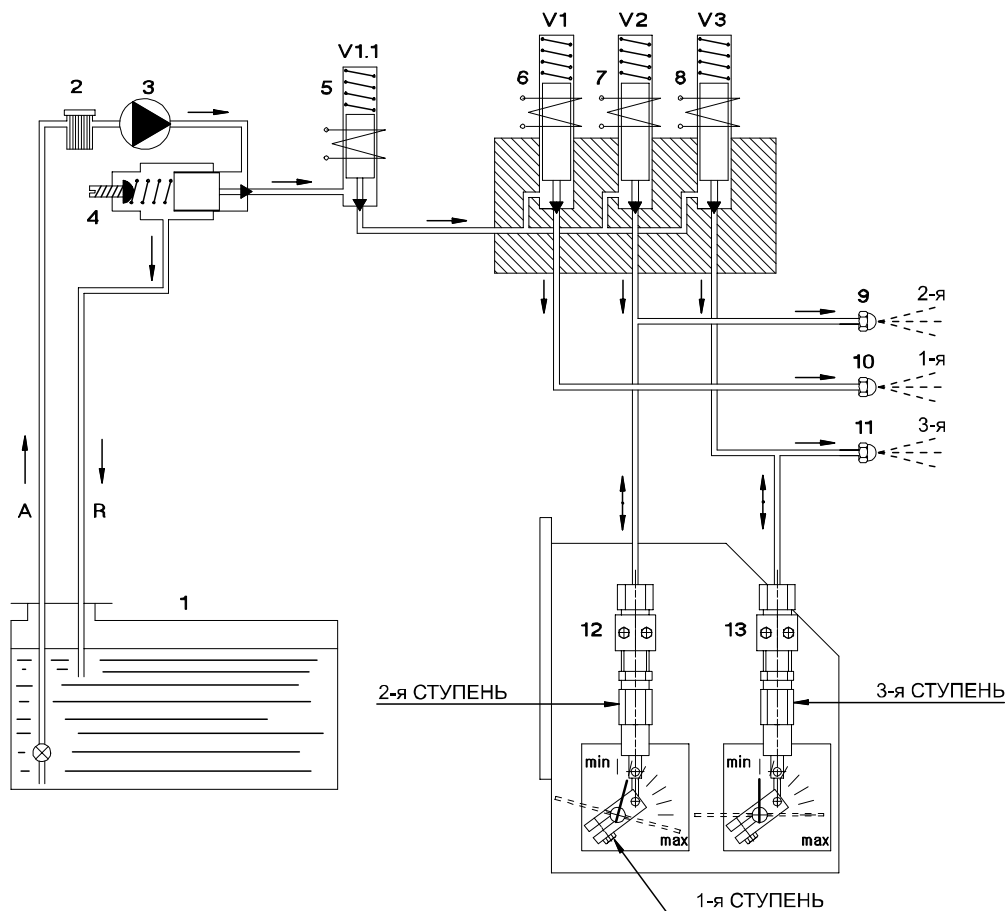 V1 V2 V3
V1.1
2 3 5 6 7 8
4
9 2-я
10 1-я
11 3-я
A R
1
12 13
2-я СТУПЕНЬ
3-я СТУПЕНЬ
min min
max max
1-я СТУПЕНЬ